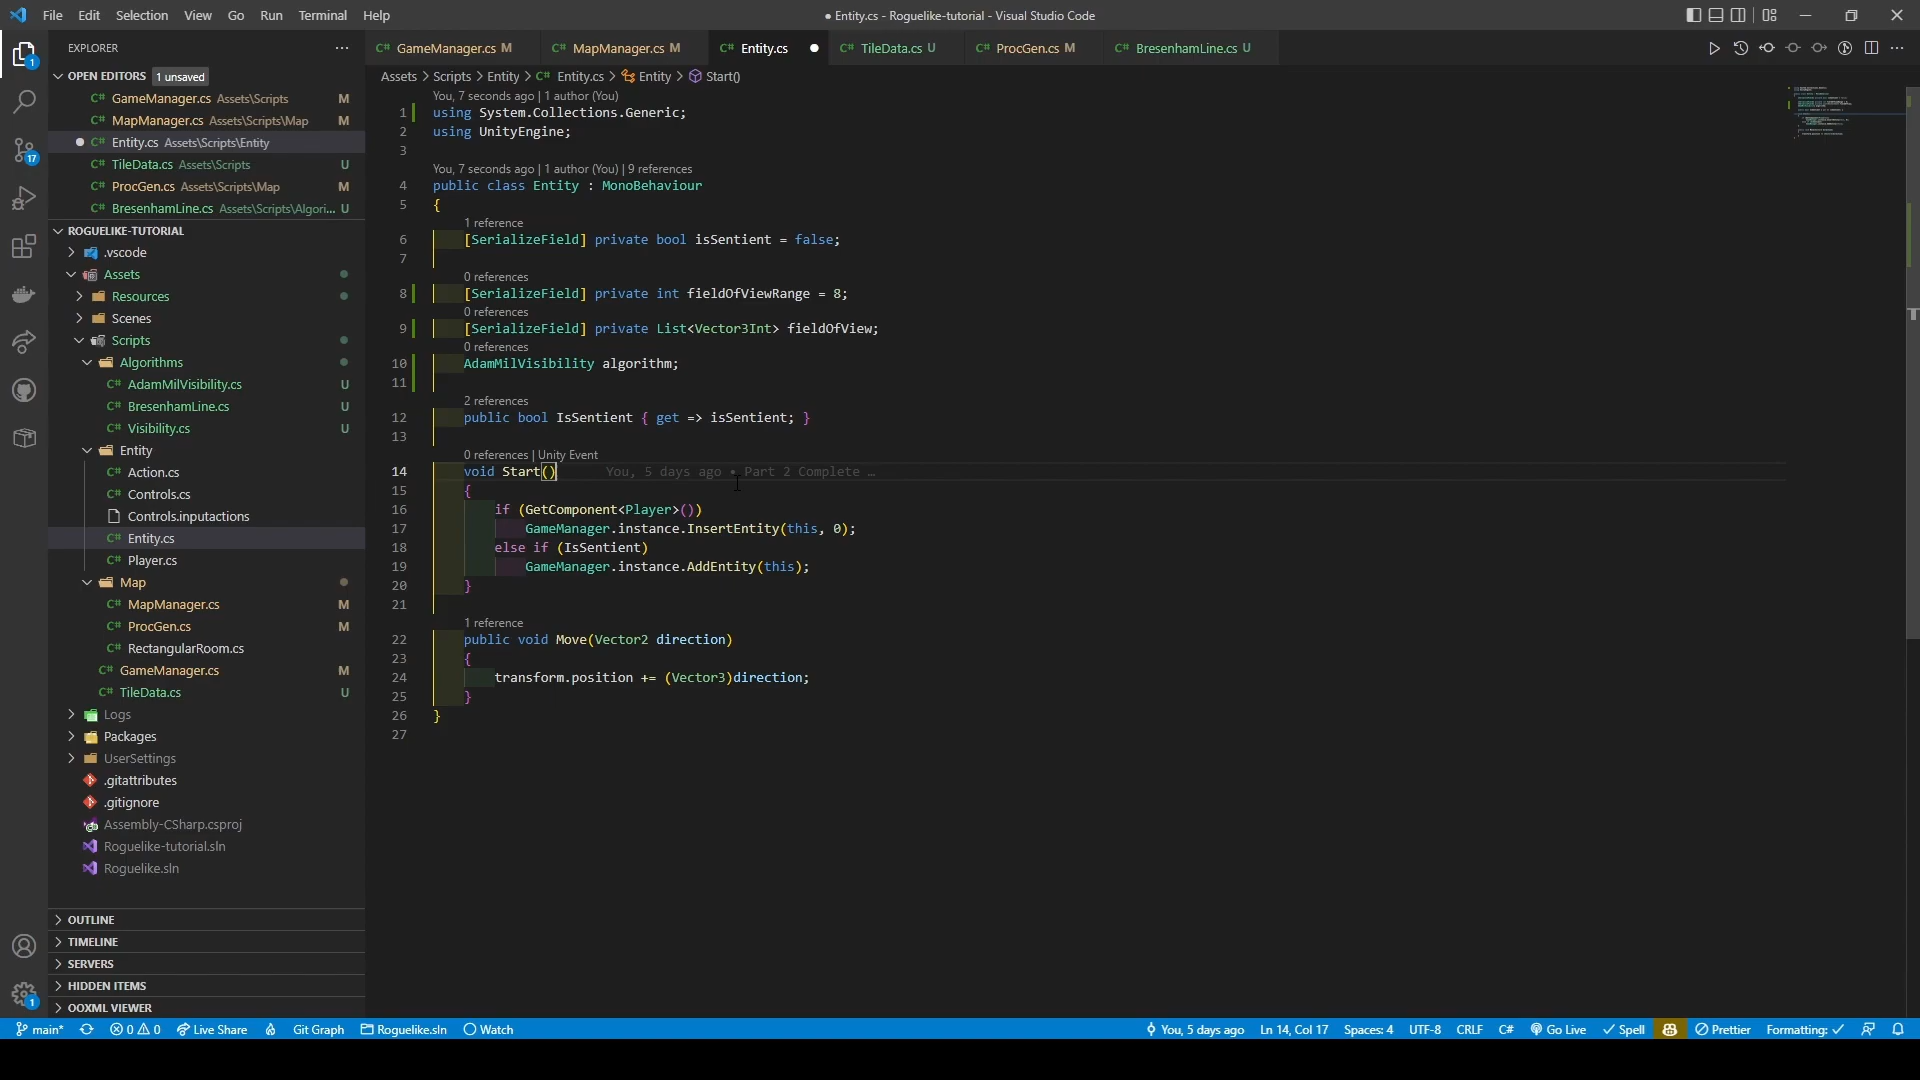 File Edit Selection View Go Run Terminal Help
● Entity.cs - Roguelike-tutorial - Visual Studio Code
EXPLORER
OPEN EDITORS 1 unsaved
C# GameManager.cs Assets\Scripts M
C# MapManager.cs Assets\Scripts\Map M
C# Entity.cs Assets\Scripts\Entity
C# TileData.cs Assets\Scripts U
C# ProcGen.cs Assets\Scripts\Map M
C# BresenhamLine.cs Assets\Scripts\Algori... U
ROGUELIKE-TUTORIAL
.vscode
Assets
Resources
Scenes
Scripts
Algorithms
C# AdamMilVisibility.cs U
C# BresenhamLine.cs U
C# Visibility.cs U
Entity
C# Action.cs
C# Controls.cs
Controls.inputactions
C# Entity.cs
C# Player.cs
Map
C# MapManager.cs M
C# ProcGen.cs M
C# RectangularRoom.cs
C# GameManager.cs M
C# TileData.cs U
Logs
Packages
UserSettings
.gitattributes
.gitignore
Assembly-CSharp.csproj
Roguelike-tutorial.sln
Roguelike.sln
OUTLINE
TIMELINE
SERVERS
HIDDEN ITEMS
OOXML VIEWER
1
17
1
C# GameManager.cs M C# MapManager.cs M C# Entity.cs ● C# TileData.cs U C# ProcGen.cs M C# BresenhamLine.cs U
Assets > Scripts > Entity > C# Entity.cs > Entity > Start()
You, 7 seconds ago | 1 author (You)
1 using System.Collections.Generic;
2 using UnityEngine;
3
You, 7 seconds ago | 1 author (You) | 9 references
4 public class Entity : MonoBehaviour
5 {
1 reference
6 [SerializeField] private bool isSentient = false;
7
0 references
8 [SerializeField] private int fieldOfViewRange = 8;
0 references
9 [SerializeField] private List<Vector3Int> fieldOfView;
0 references
10 AdamMilVisibility algorithm;
11
2 references
12 public bool IsSentient { get => isSentient; }
13
0 references | Unity Event
14 void Start() You, 5 days ago • Part 2 Complete …
15 {
16 if (GetComponent<Player>())
17 GameManager.instance.InsertEntity(this, 0);
18 else if (IsSentient)
19 GameManager.instance.AddEntity(this);
20 }
21
1 reference
22 public void Move(Vector2 direction)
23 {
24 transform.position += (Vector3)direction;
25 }
26 }
27
main* 0 0 Live Share Git Graph Roguelike.sln Watch You, 5 days ago Ln 14, Col 17 Spaces: 4 UTF-8 CRLF C# Go Live Spell Prettier Formatting: ✓